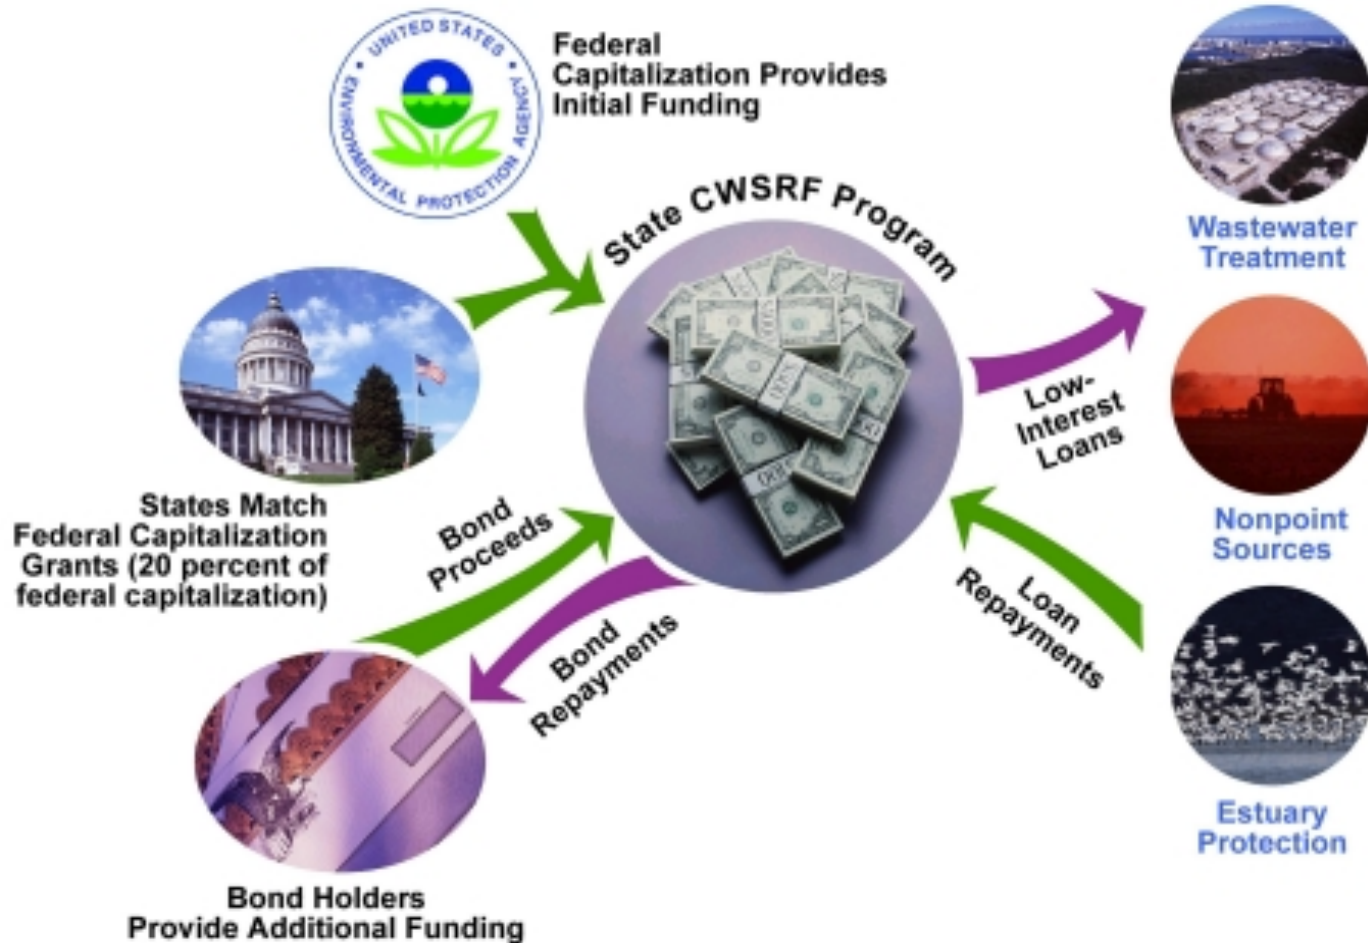 UNITED STATES
ENVIRONMENTAL PROTECTION AGENCY
Federal
Capitalization Provides
Initial Funding
State CWSRF Program
States Match
Federal Capitalization
Grants (20 percent of
federal capitalization)
Bond
Proceeds
Bond
Repayments
Bond Holders
Provide Additional Funding
Low-
Interest
Loans
Loan
Repayments
Wastewater
Treatment
Nonpoint
Sources
Estuary
Protection